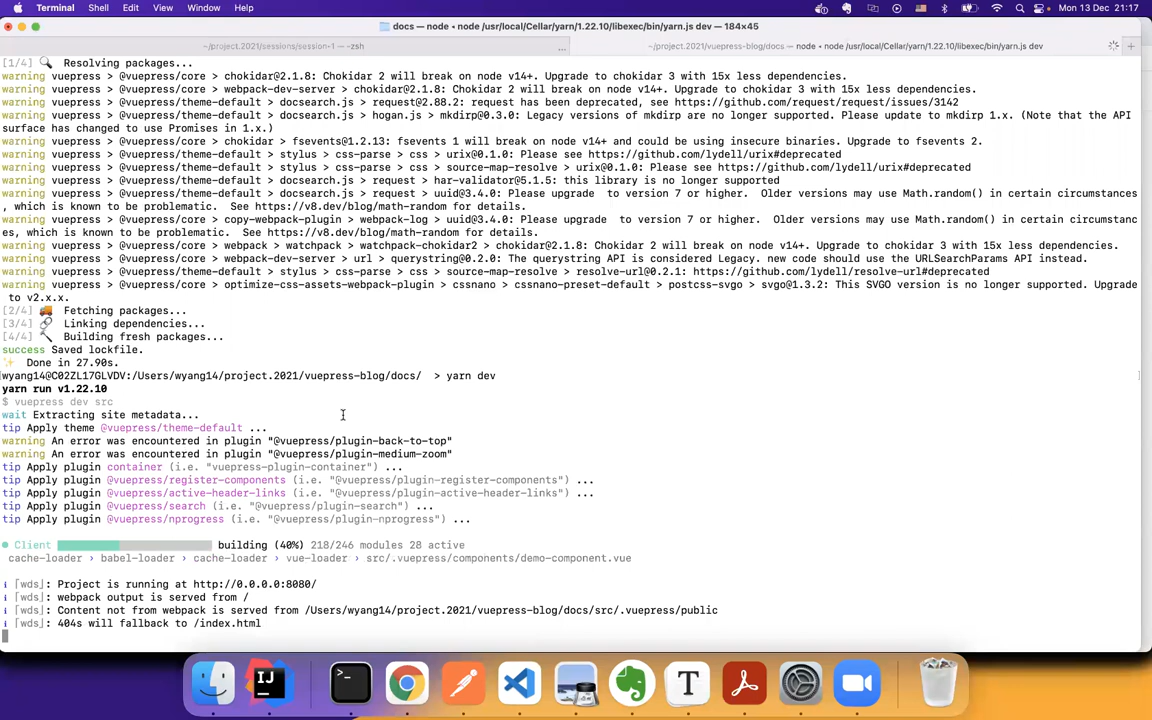 Terminal Shell Edit View Window Help Mon 13 Dec 21:17
docs — node • node /usr/local/Cellar/yarn/1.22.10/libexec/bin/yarn.js dev — 184×45
~/project.2021/sessions/session-1 — -zsh ... ~/project.2021/vuepress-blog/docs — node • node /usr/local/Cellar/yarn/1.22.10/libexec/bin/yarn.js dev
[1/4] Resolving packages...
warning vuepress > @vuepress/core > chokidar@2.1.8: Chokidar 2 will break on node v14+. Upgrade to chokidar 3 with 15x less dependencies.
warning vuepress > @vuepress/core > webpack-dev-server > chokidar@2.1.8: Chokidar 2 will break on node v14+. Upgrade to chokidar 3 with 15x less dependencies.
warning vuepress > @vuepress/theme-default > docsearch.js > request@2.88.2: request has been deprecated, see https://github.com/request/request/issues/3142
warning vuepress > @vuepress/theme-default > docsearch.js > hogan.js > mkdirp@0.3.0: Legacy versions of mkdirp are no longer supported. Please update to mkdirp 1.x. (Note that the API
surface has changed to use Promises in 1.x.)
warning vuepress > @vuepress/core > chokidar > fsevents@1.2.13: fsevents 1 will break on node v14+ and could be using insecure binaries. Upgrade to fsevents 2.
warning vuepress > @vuepress/theme-default > stylus > css-parse > css > urix@0.1.0: Please see https://github.com/lydell/urix#deprecated
warning vuepress > @vuepress/theme-default > stylus > css-parse > css > source-map-resolve > urix@0.1.0: Please see https://github.com/lydell/urix#deprecated
warning vuepress > @vuepress/theme-default > docsearch.js > request > har-validator@5.1.5: this library is no longer supported
warning vuepress > @vuepress/theme-default > docsearch.js > request > uuid@3.4.0: Please upgrade  to version 7 or higher.  Older versions may use Math.random() in certain circumstances
, which is known to be problematic.  See https://v8.dev/blog/math-random for details.
warning vuepress > @vuepress/core > copy-webpack-plugin > webpack-log > uuid@3.4.0: Please upgrade  to version 7 or higher.  Older versions may use Math.random() in certain circumstanc
es, which is known to be problematic.  See https://v8.dev/blog/math-random for details.
warning vuepress > @vuepress/core > webpack > watchpack > watchpack-chokidar2 > chokidar@2.1.8: Chokidar 2 will break on node v14+. Upgrade to chokidar 3 with 15x less dependencies.
warning vuepress > @vuepress/core > webpack-dev-server > url > querystring@0.2.0: The querystring API is considered Legacy. new code should use the URLSearchParams API instead.
warning vuepress > @vuepress/theme-default > stylus > css-parse > css > source-map-resolve > resolve-url@0.2.1: https://github.com/lydell/resolve-url#deprecated
warning vuepress > @vuepress/core > optimize-css-assets-webpack-plugin > cssnano > cssnano-preset-default > postcss-svgo > svgo@1.3.2: This SVGO version is no longer supported. Upgrade
to v2.x.x.
[2/4] Fetching packages...
[3/4] Linking dependencies...
[4/4] Building fresh packages...
success Saved lockfile.
Done in 27.90s.
[wyang14@C02ZL17GLVDV:/Users/wyang14/project.2021/vuepress-blog/docs/  > yarn dev ]
yarn run v1.22.10
$ vuepress dev src
wait Extracting site metadata...
tip Apply theme @vuepress/theme-default ...
warning An error was encountered in plugin "@vuepress/plugin-back-to-top"
warning An error was encountered in plugin "@vuepress/plugin-medium-zoom"
tip Apply plugin container (i.e. "vuepress-plugin-container") ...
tip Apply plugin @vuepress/register-components (i.e. "@vuepress/plugin-register-components") ...
tip Apply plugin @vuepress/active-header-links (i.e. "@vuepress/plugin-active-header-links") ...
tip Apply plugin @vuepress/search (i.e. "@vuepress/plugin-search") ...
tip Apply plugin @vuepress/nprogress (i.e. "@vuepress/plugin-nprogress") ...
● Client building (40%) 218/246 modules 28 active
cache-loader › babel-loader › cache-loader › vue-loader › src/.vuepress/components/demo-component.vue
ℹ ｢wds｣: Project is running at http://0.0.0.0:8080/
ℹ ｢wds｣: webpack output is served from /
ℹ ｢wds｣: Content not from webpack is served from /Users/wyang14/project.2021/vuepress-blog/docs/src/.vuepress/public
ℹ ｢wds｣: 404s will fallback to /index.html
IJ >_ T